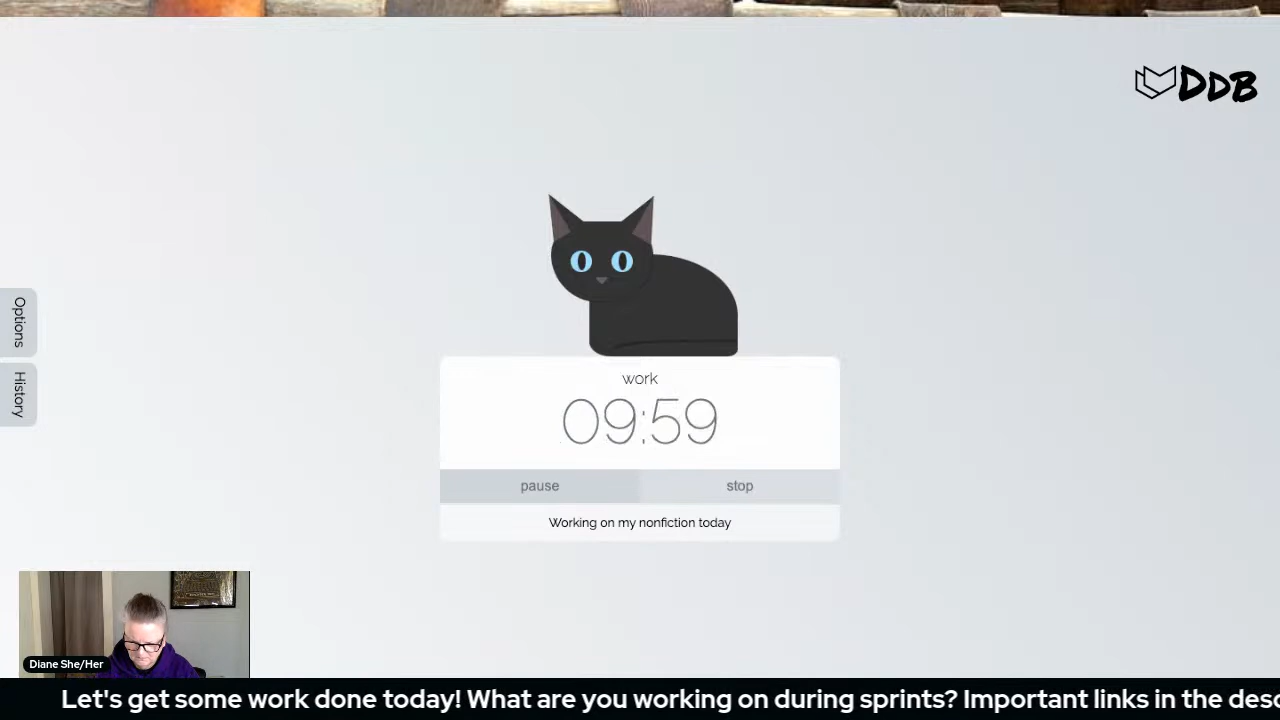 DDB
Options
History
work
09:59
pause stop
Working on my nonfiction today
Diane She/Her
Let's get some work done today! What are you working on during sprints? Important links in the desc